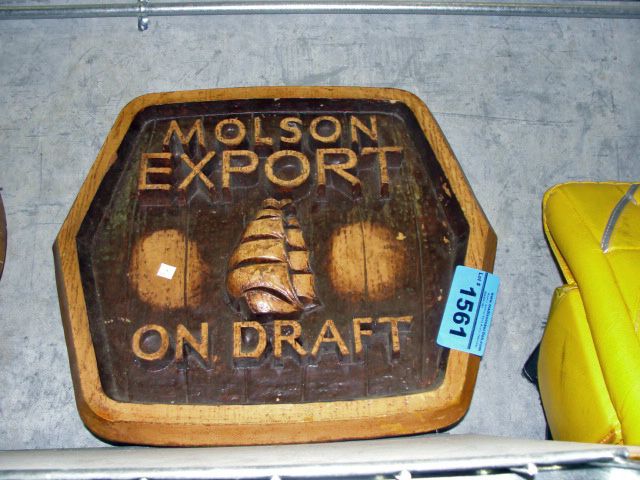 MOLSON
EXPORT
ON DRAFT
Lot #
1561